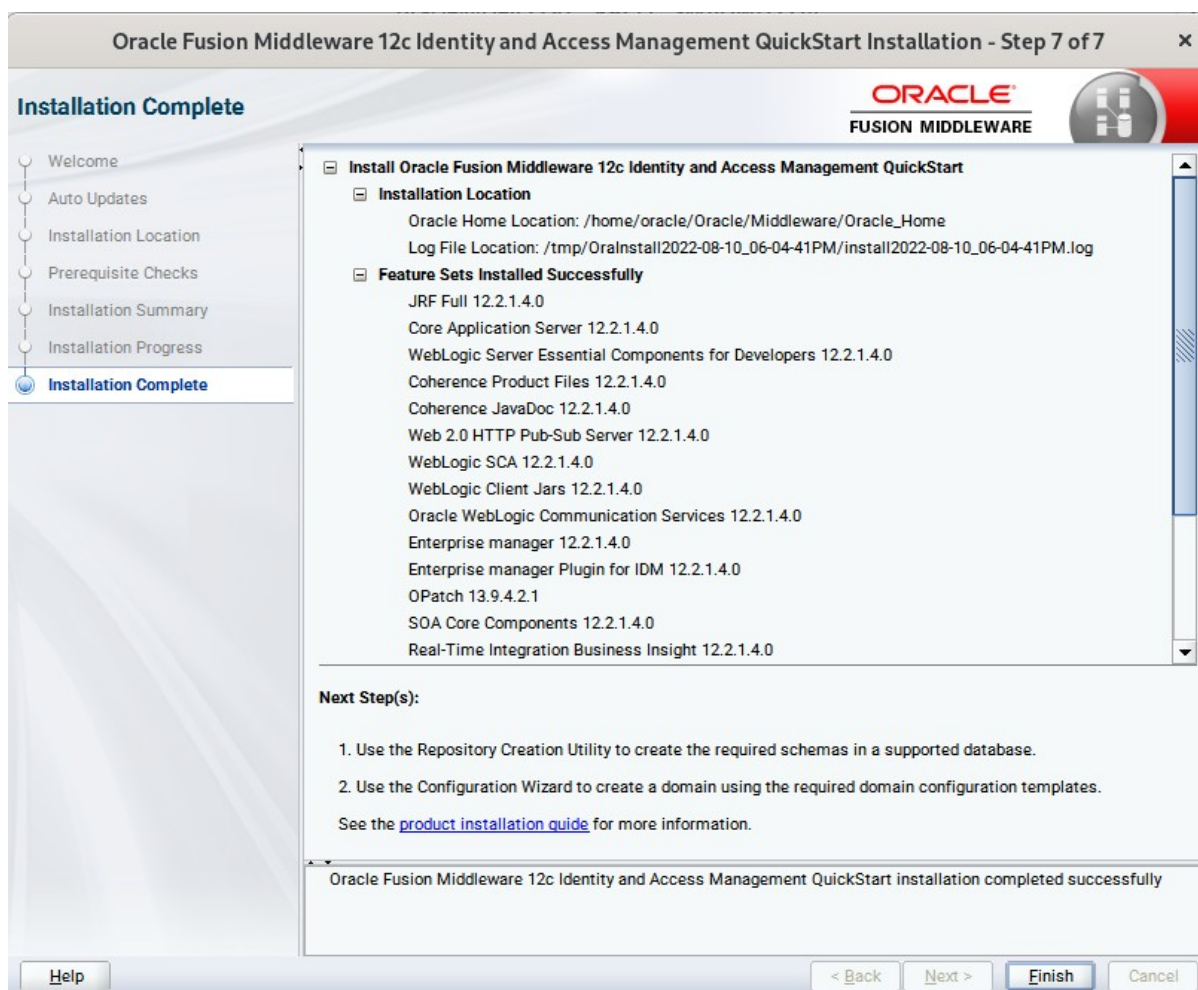 Oracle Fusion Middleware 12c Identity and Access Management QuickStart Installation - Step 7 of 7
Installation Complete
ORACLE
FUSION MIDDLEWARE
Welcome
Auto Updates
Installation Location
Prerequisite Checks
Installation Summary
Installation Progress
Installation Complete
Install Oracle Fusion Middleware 12c Identity and Access Management QuickStart
Installation Location
Oracle Home Location: /home/oracle/Oracle/Middleware/Oracle_Home
Log File Location: /tmp/OraInstall2022-08-10_06-04-41PM/install2022-08-10_06-04-41PM.log
Feature Sets Installed Successfully
JRF Full 12.2.1.4.0
Core Application Server 12.2.1.4.0
WebLogic Server Essential Components for Developers 12.2.1.4.0
Coherence Product Files 12.2.1.4.0
Coherence JavaDoc 12.2.1.4.0
Web 2.0 HTTP Pub-Sub Server 12.2.1.4.0
WebLogic SCA 12.2.1.4.0
WebLogic Client Jars 12.2.1.4.0
Oracle WebLogic Communication Services 12.2.1.4.0
Enterprise manager 12.2.1.4.0
Enterprise manager Plugin for IDM 12.2.1.4.0
OPatch 13.9.4.2.1
SOA Core Components 12.2.1.4.0
Real-Time Integration Business Insight 12.2.1.4.0
Next Step(s):
1. Use the Repository Creation Utility to create the required schemas in a supported database.
2. Use the Configuration Wizard to create a domain using the required domain configuration templates.
See the product installation guide for more information.
Oracle Fusion Middleware 12c Identity and Access Management QuickStart installation completed successfully
Help
< Back
Next >
Finish
Cancel